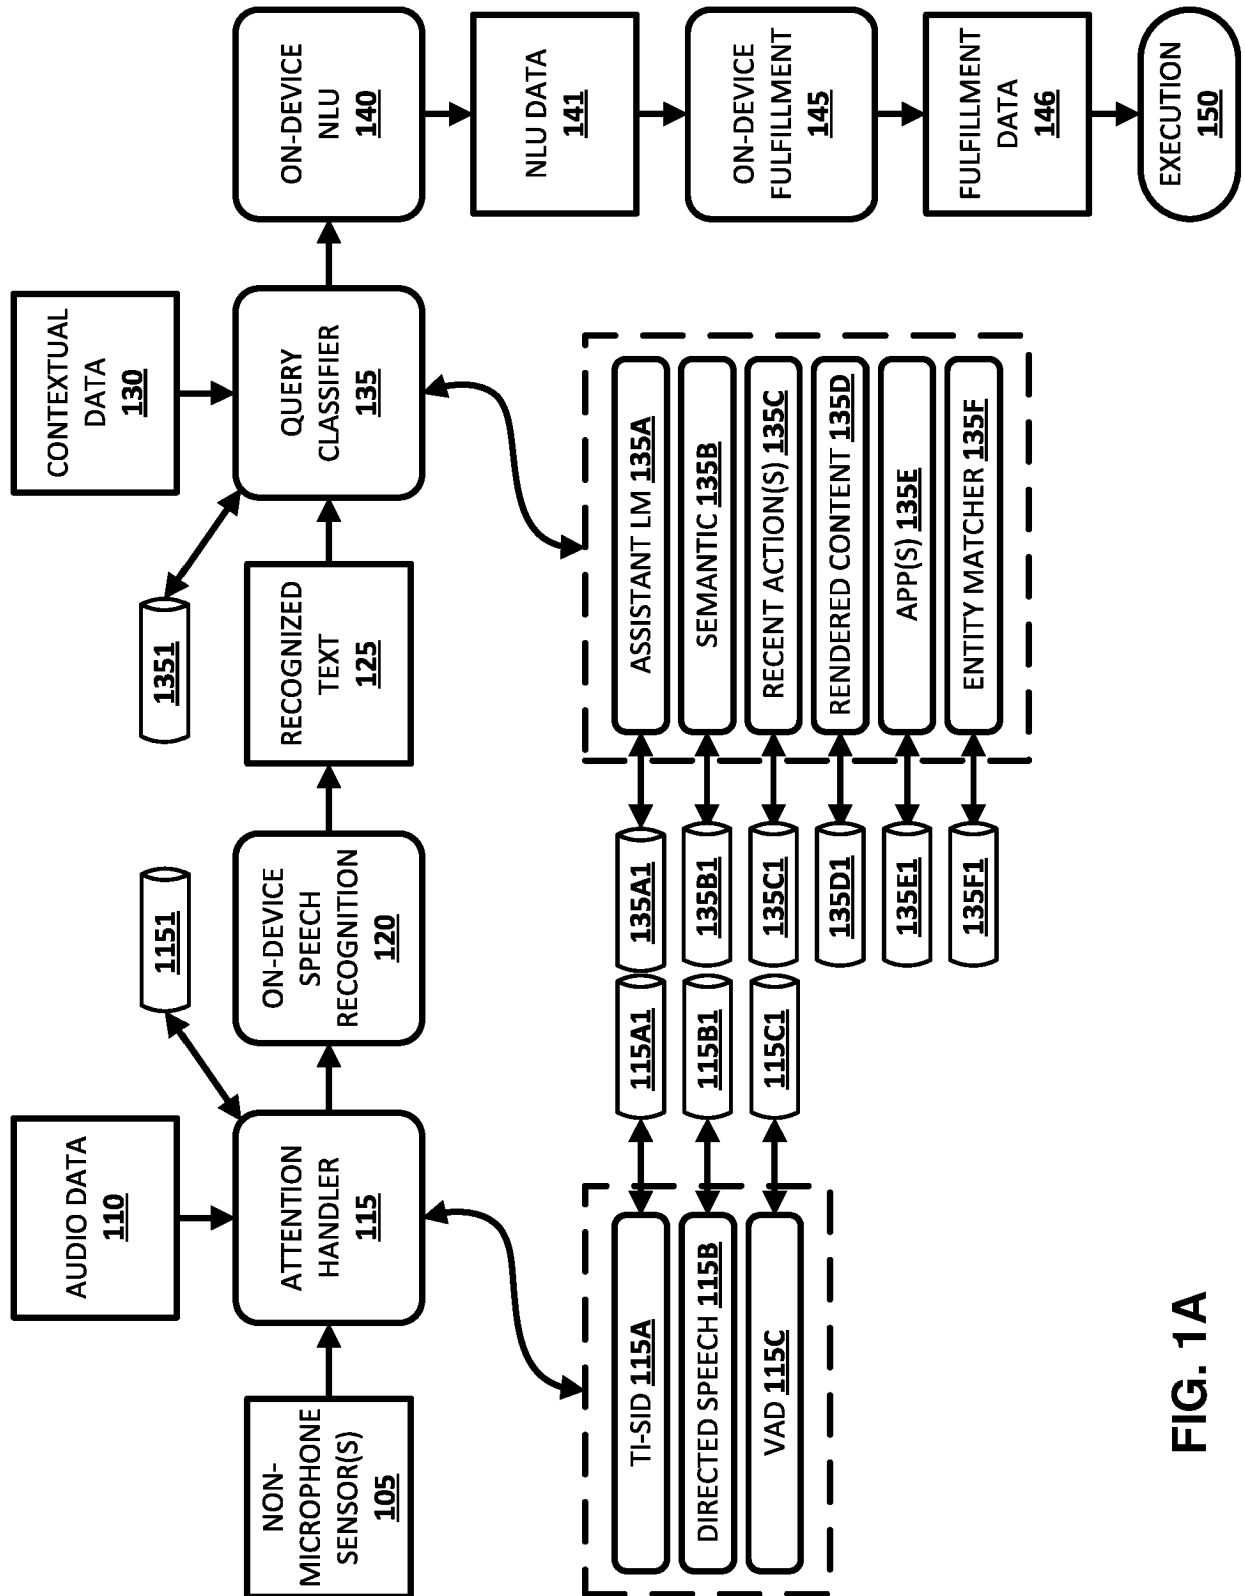 NON-
MICROPHONE
SENSOR(S)
105
AUDIO DATA
110
ATTENTION
HANDLER
115
1151
ON-DEVICE
SPEECH
RECOGNITION
120
RECOGNIZED
TEXT
125
1351
CONTEXTUAL
DATA
130
QUERY
CLASSIFIER
135
ON-DEVICE
NLU
140
NLU DATA
141
ON-DEVICE
FULFILLMENT
145
FULFILLMENT
DATA
146
EXECUTION
150
TI-SID 115A
DIRECTED SPEECH 115B
VAD 115C
115A1
115B1
115C1
135A1
135B1
135C1
135D1
135E1
135F1
ASSISTANT LM 135A
SEMANTIC 135B
RECENT ACTION(S) 135C
RENDERED CONTENT 135D
APP(S) 135E
ENTITY MATCHER 135F
FIG. 1A